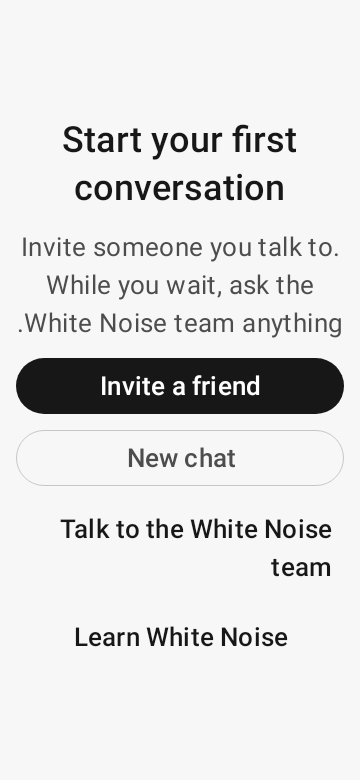 Start your first
conversation
Invite someone you talk to.
While you wait, ask the
.White Noise team anything
Invite a friend
New chat
Talk to the White Noise
team
Learn White Noise